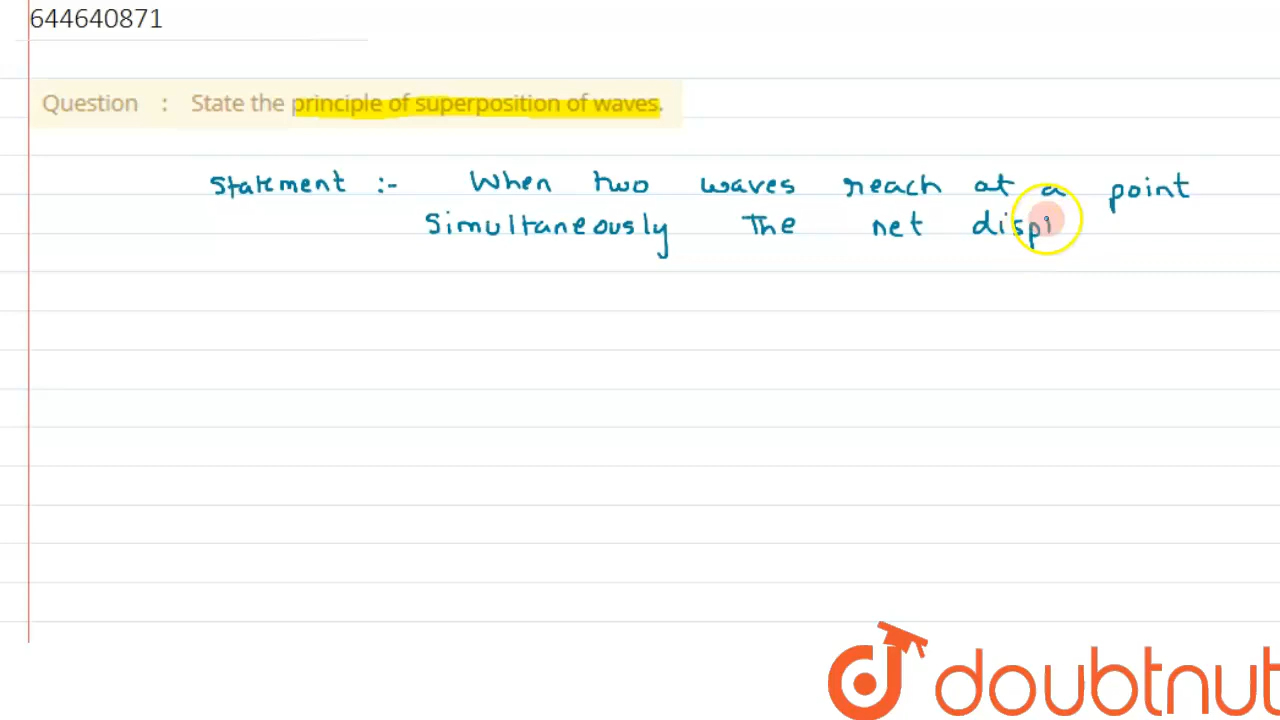 644640871
Question : State the principle of superposition of waves.
Statement :- When two waves reach at a point
Simultaneously The net disp
doubtnut